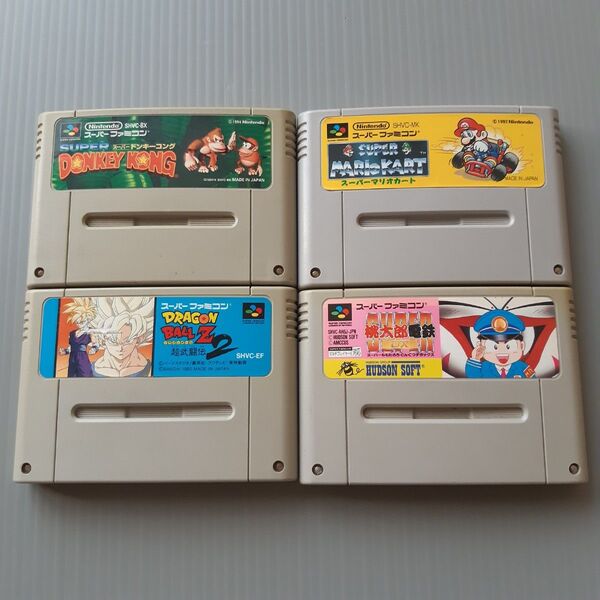 Nintendo SHVC-8X
スーパーファミコン
© 1994 Nintendo
SUPER スーパードンキーコング
DONKEY KONG
MADE IN JAPAN
Nintendo SHVC-MK
スーパーファミコン
© 1992 Nintendo
SUPER
MARIOKART
スーパーマリオカート
MADE IN JAPAN
スーパーファミコン
DRAGON
BALL Z
超武闘伝2
SHVC-EF
MADE IN JAPAN
スーパーファミコン
SUPER
桃太郎電鉄
HUDSON SOFT
AMCCUS
HUDSON SOFT®